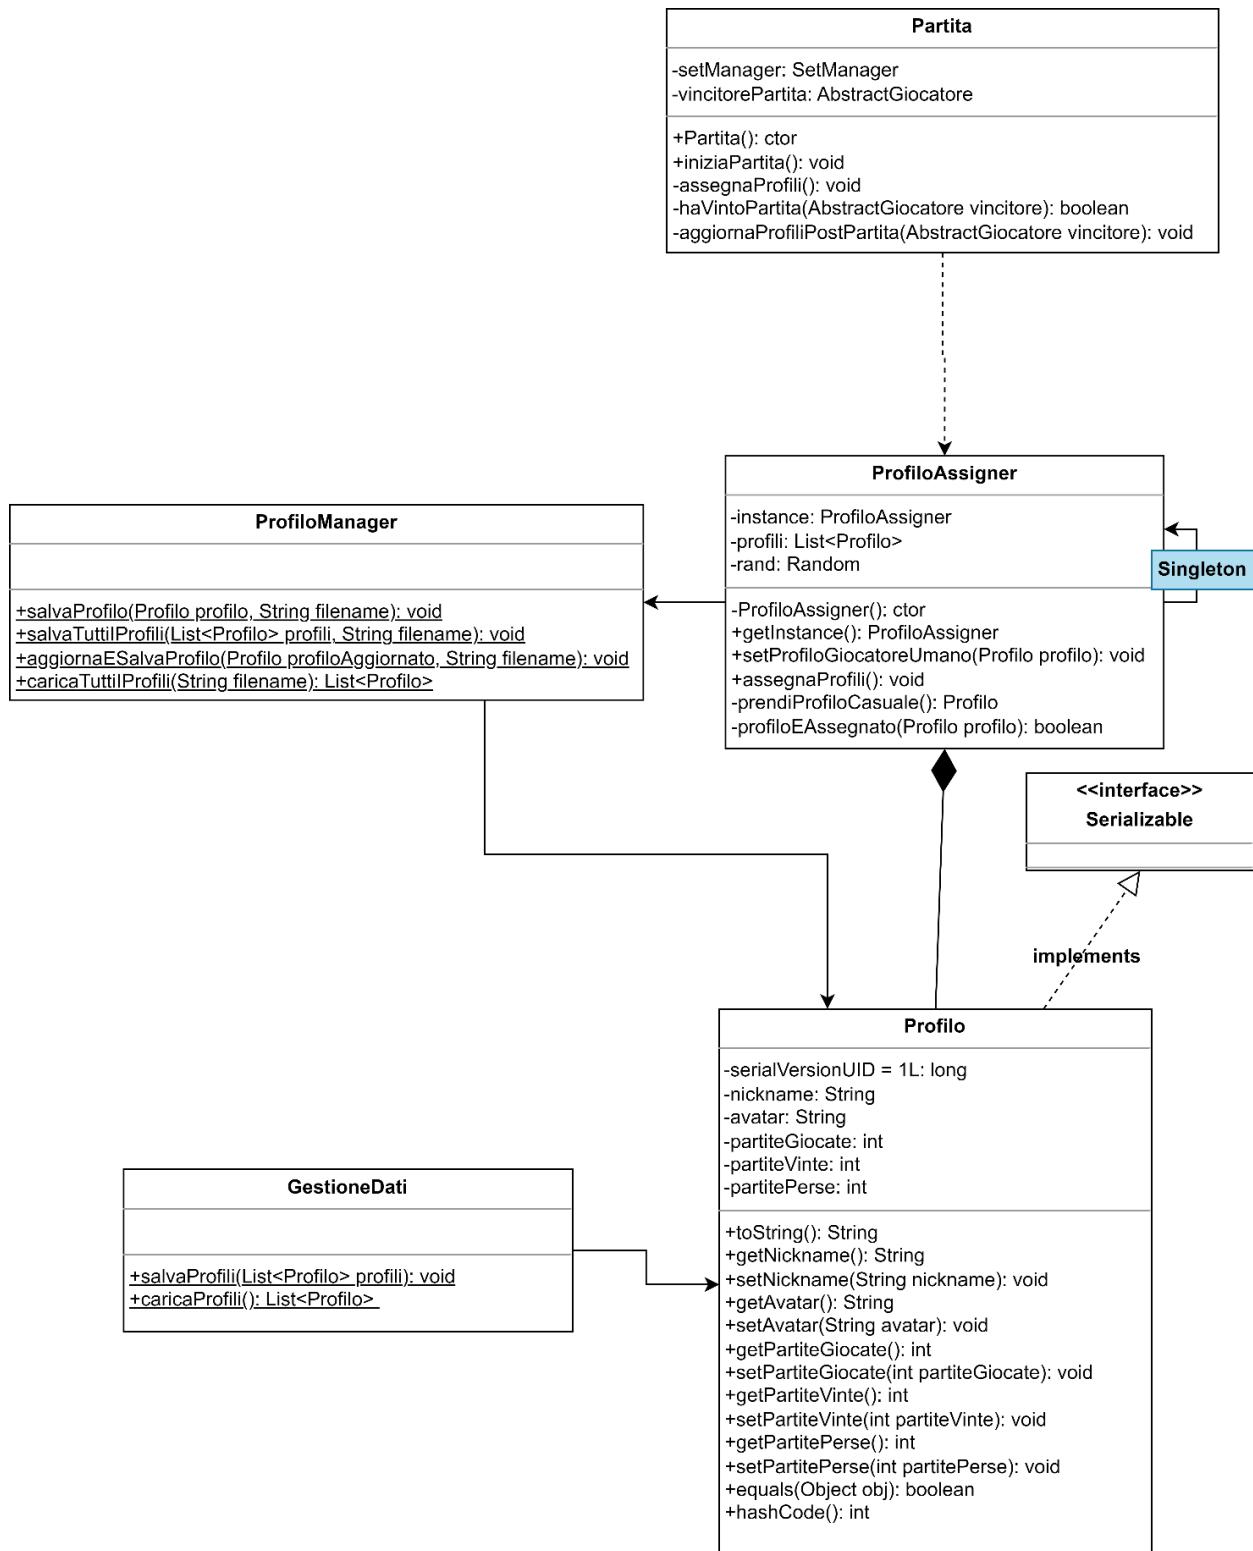 Partita
-setManager: SetManager
-vincitorePartita: AbstractGiocatore
+Partita(): ctor
+iniziaPartita(): void
-assegnaProfili(): void
-haVintoPartita(AbstractGiocatore vincitore): boolean
-aggiornaProfiliPostPartita(AbstractGiocatore vincitore): void
ProfiloAssigner
-instance: ProfiloAssigner
-profili: List<Profilo>
-rand: Random
Singleton
-ProfiloAssigner(): ctor
+getInstance(): ProfiloAssigner
+setProfiloGiocatoreUmano(Profilo profilo): void
+assegnaProfili(): void
-prendiProfiloCasuale(): Profilo
-profiloEAssegnato(Profilo profilo): boolean
ProfiloManager
+salvaProfilo(Profilo profilo, String filename): void
+salvaTuttiIProfili(List<Profilo> profili, String filename): void
+aggiornaESalvaProfilo(Profilo profiloAggiornato, String filename): void
+caricaTuttiIProfili(String filename): List<Profilo>
<<interface>>
Serializable
implements
Profilo
-serialVersionUID = 1L: long
-nickname: String
-avatar: String
-partiteGiocate: int
-partiteVinte: int
-partitePerse: int
+toString(): String
+getNickname(): String
+setNickname(String nickname): void
+getAvatar(): String
+setAvatar(String avatar): void
+getPartiteGiocate(): int
+setPartiteGiocate(int partiteGiocate): void
+getPartiteVinte(): int
+setPartiteVinte(int partiteVinte): void
+getPartitePerse(): int
+setPartitePerse(int partitePerse): void
+equals(Object obj): boolean
+hashCode(): int
GestioneDati
+salvaProfili(List<Profilo> profili): void
+caricaProfili(): List<Profilo>